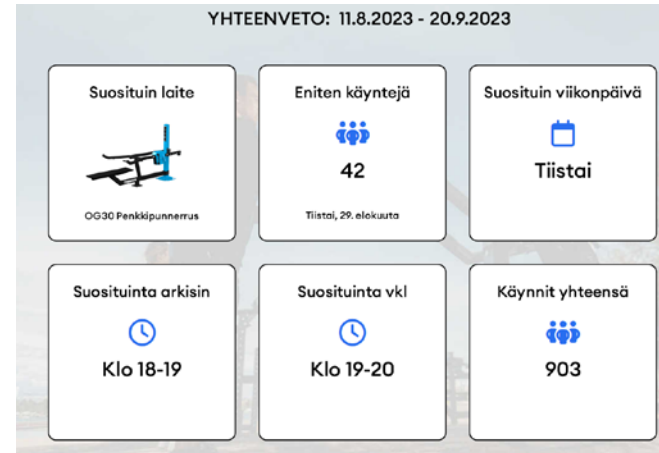 YHTEENVETO: 11.8.2023 - 20.9.2023
Suosituin laite
OG30 Penkkipunnerrus
Eniten käyntejä
42
Tiistai, 29. elokuuta
Suosituin viikonpäivä
Tiistai
Suosituinta arkisin
Klo 18-19
Suosituinta vkl
Klo 19-20
Käynnit yhteensä
903